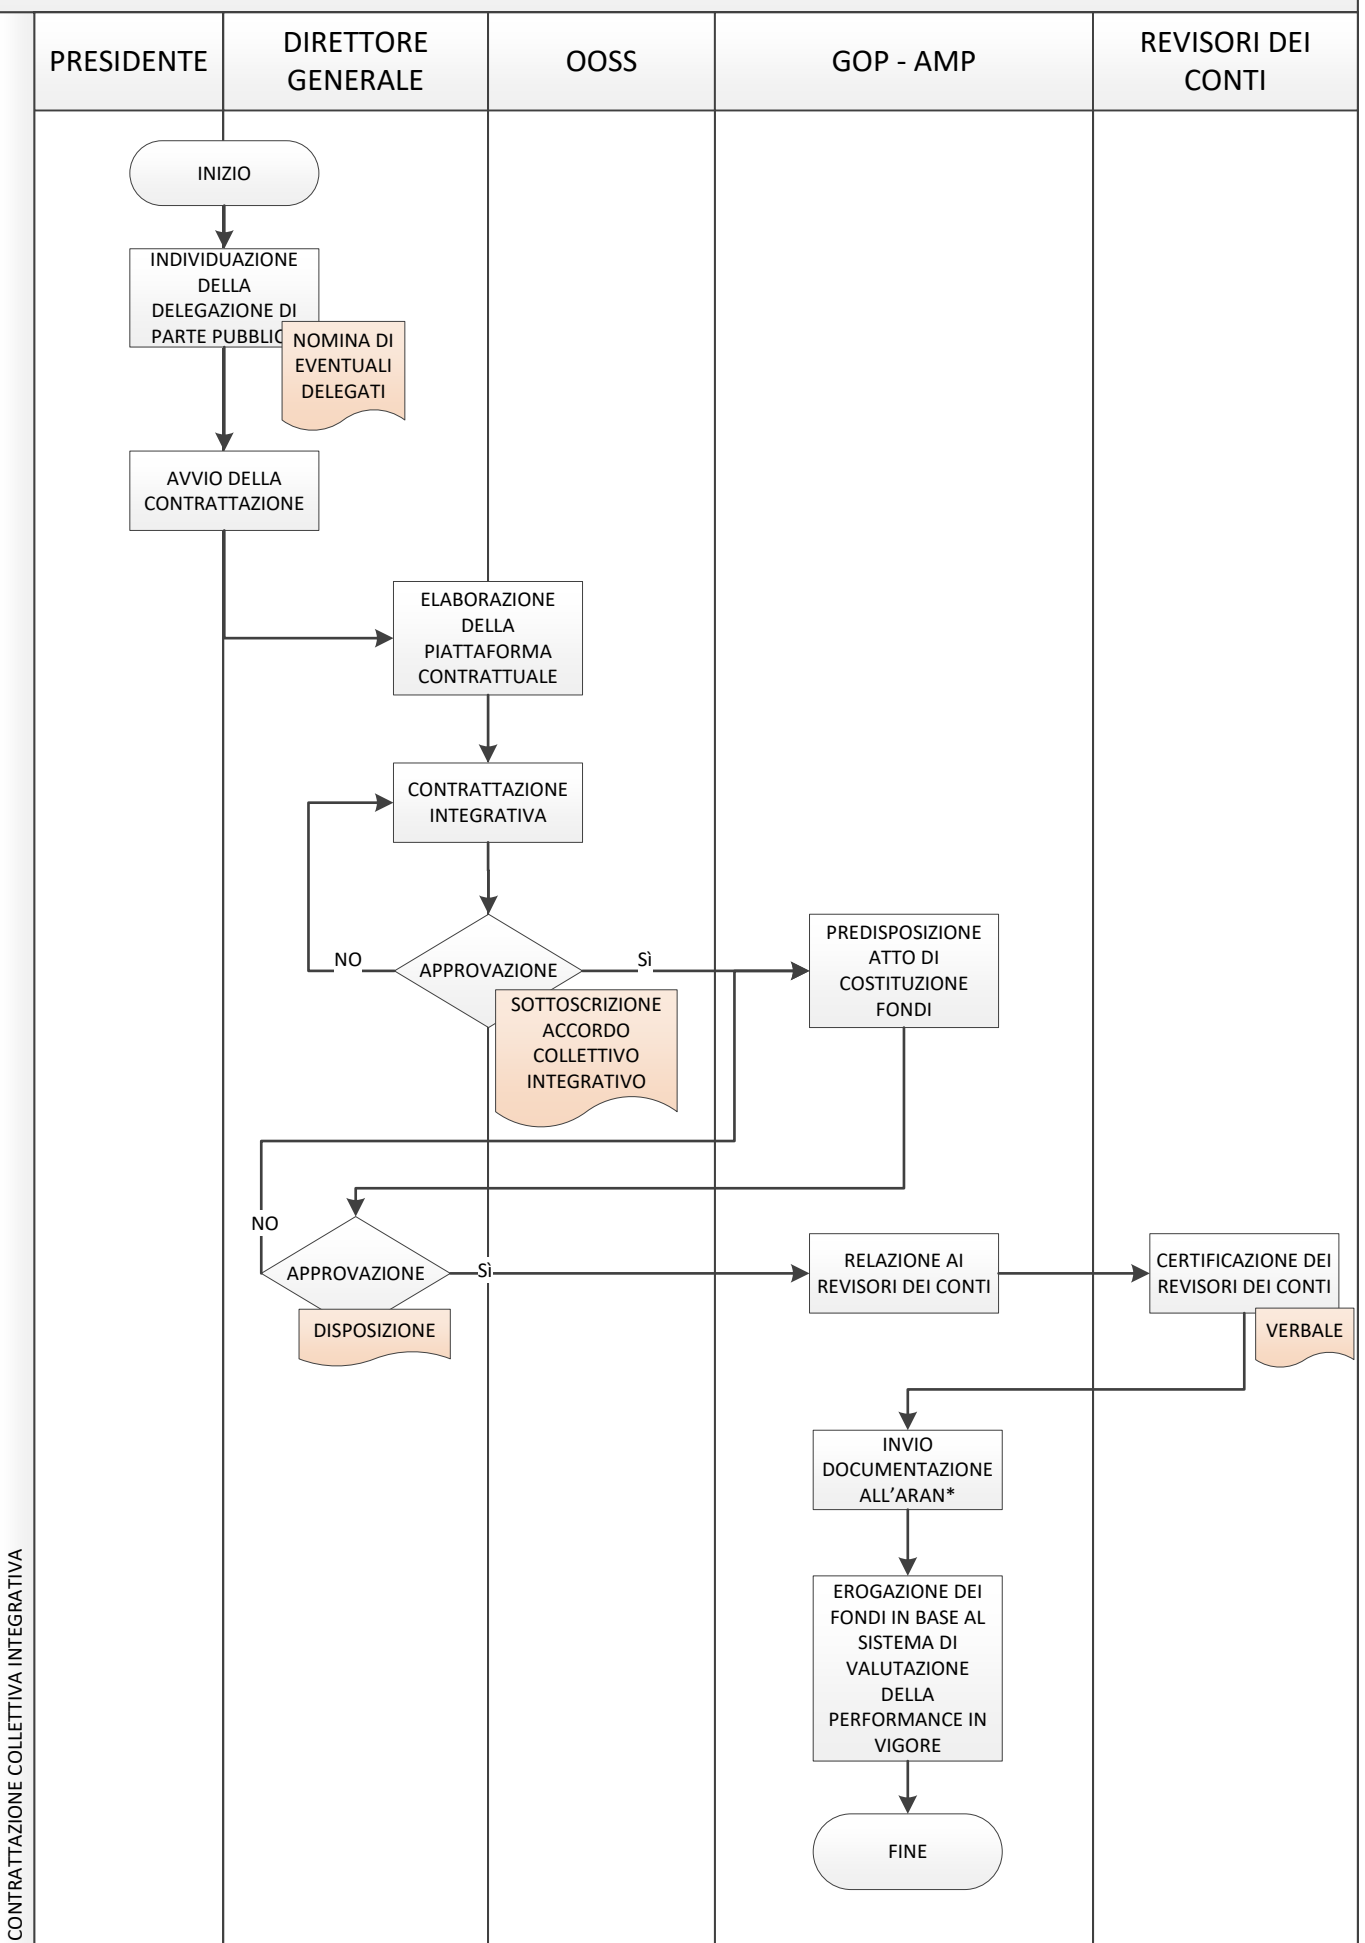 PRESIDENTE
DIRETTORE
GENERALE
OOSS
GOP - AMP
REVISORI DEI
CONTI
INIZIO
INDIVIDUAZIONE
DELLA
DELEGAZIONE DI
PARTE PUBBLIC
NOMINA DI
EVENTUALI
DELEGATI
AVVIO DELLA
CONTRATTAZIONE
ELABORAZIONE
DELLA
PIATTAFORMA
CONTRATTUALE
CONTRATTAZIONE
INTEGRATIVA
NO
APPROVAZIONE
Sì
SOTTOSCRIZIONE
ACCORDO
COLLETTIVO
INTEGRATIVO
PREDISPOSIZIONE
ATTO DI
COSTITUZIONE
FONDI
NO
APPROVAZIONE
Sì
DISPOSIZIONE
RELAZIONE AI
REVISORI DEI CONTI
CERTIFICAZIONE DEI
REVISORI DEI CONTI
VERBALE
INVIO
DOCUMENTAZIONE
ALL’ARAN*
EROGAZIONE DEI
FONDI IN BASE AL
SISTEMA DI
VALUTAZIONE
DELLA
PERFORMANCE IN
VIGORE
FINE
CONTRATTAZIONE COLLETTIVA INTEGRATIVA